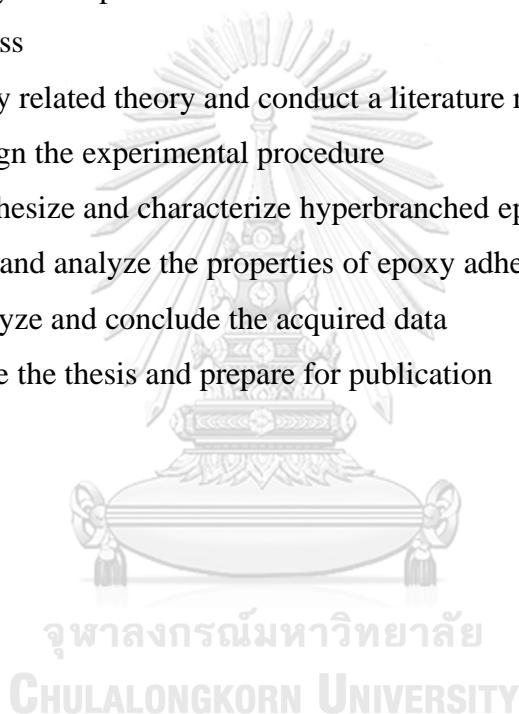 ss
y related theory and conduct a literature
gn the experimental procedure
hesize and characterize hyperbranched
and analyze the properties of epoxy
yze and conclude the acquired data
e the thesis and prepare for publication
จุฬาลงกรณ์มหาวิทยาลัย
CHULALONGKORN UNIVERSITY